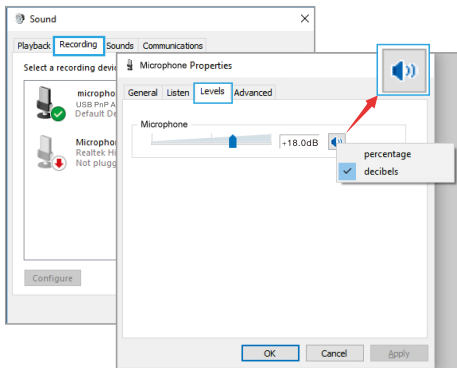 Sound
Playback Recording Sounds Communications
Select a recording devic
micropho
USB PnP A
Default De
Micropho
Realtek Hi
Not plugg
Configure
Microphone Properties
General Listen Levels Advanced
Microphone
+18.0dB
percentage
decibels
OK Cancel Apply